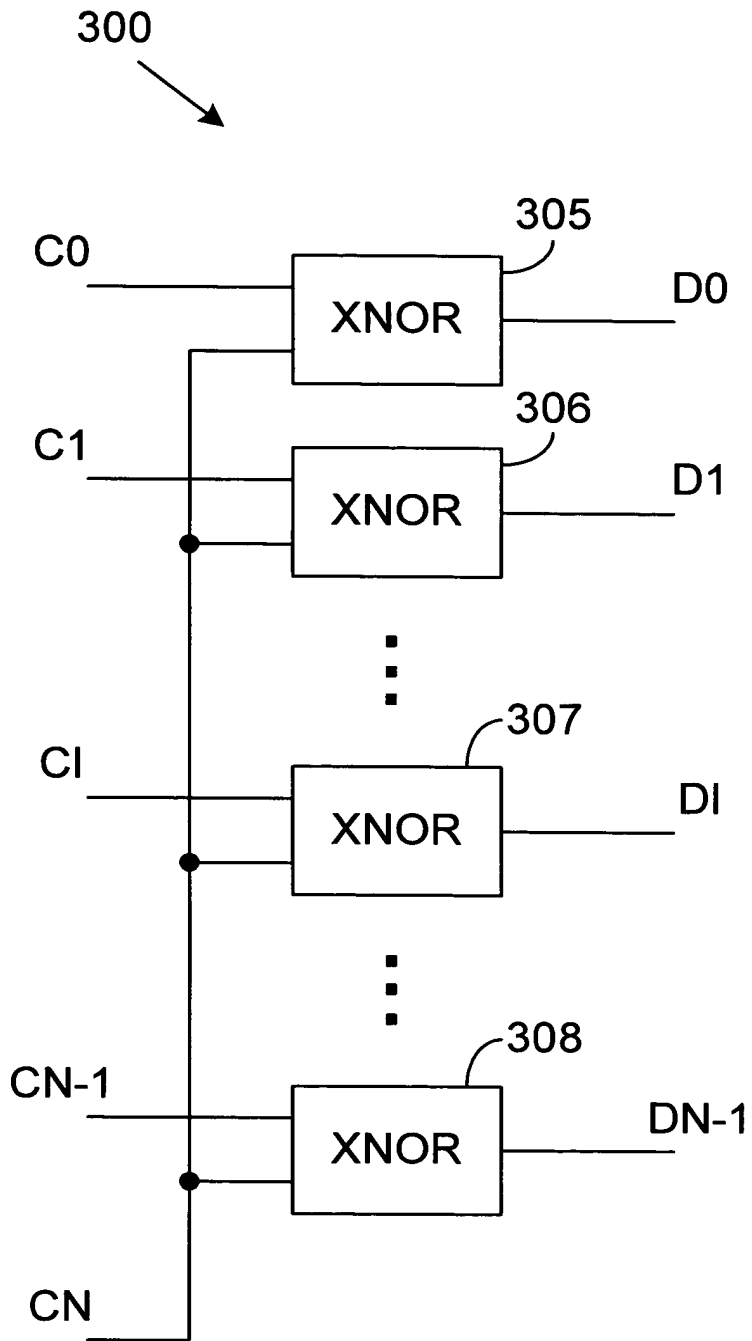 300
305
C0
XNOR
D0
306
C1
XNOR
D1
307
CI
XNOR
DI
308
CN-1
XNOR
DN-1
CN